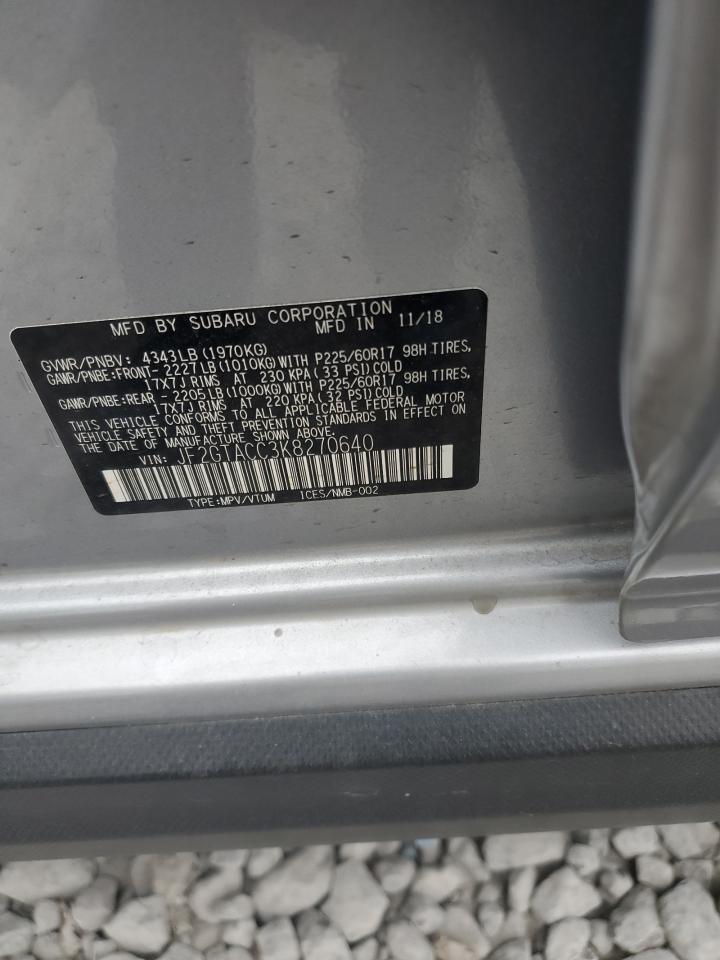 MFD BY SUBARU CORPORATION
MFD IN 11/18
GVWR/PNBV: 4343LB(1970KG)
GAWR/PNBE:FRONT- 2227LB(1010KG)WITH P225/60R17 98H TIRES,
17X7J RIMS AT 230 KPA(33 PSI)COLD
GAWR/PNBE:REAR - 2205LB(1000KG)WITH P225/60R17 98H TIRES,
17X7J RIMS AT 220 KPA(32 PSI)COLD
THIS VEHICLE CONFORMS TO ALL APPLICABLE FEDERAL MOTOR
VEHICLE SAFETY AND THEFT PREVENTION STANDARDS IN EFFECT ON
THE DATE OF MANUFACTURE SHOWN ABOVE.
VIN: JF2GTACC3K8270640
TYPE:MPV/VTUM ICES/NMB-002